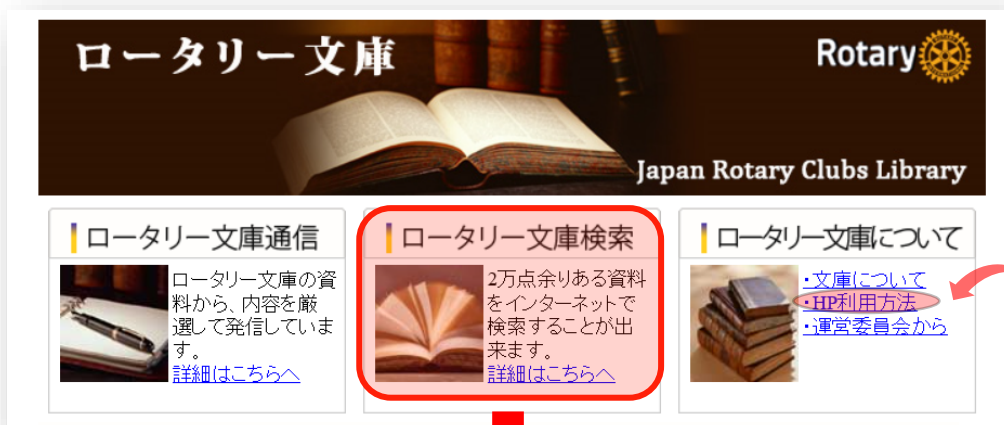 ロータリー文庫
Rotary
Japan Rotary Clubs Library
ロータリー文庫通信
ロータリー文庫の資
料から、内容を厳
選して発信していま
す。
詳細はこちらへ
ロータリー文庫検索
2万点余りある資料
をインターネットで
検索することが出
来ます。
詳細はこちらへ
ロータリー文庫について
・文庫について
・HP利用方法
・運営委員会から